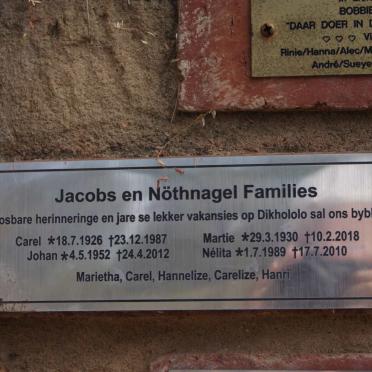 BOBBIE
"DAAR DOER IN D
♡ ♡ ♡ Vi
Rinie/Hanna/Alec/M
André/Sueye
Jacobs en Nöthnagel Families
osbare herinneringe en jare se lekker vakansies op Dikhololo sal ons bybl
Carel *18.7.1926 †23.12.1987 Martie *29.3.1930 †10.2.2018
Johan *4.5.1952 †24.4.2012 Nélita *1.7.1989 †17.7.2010
Marietha, Carel, Hannelize, Carelize, Hanri